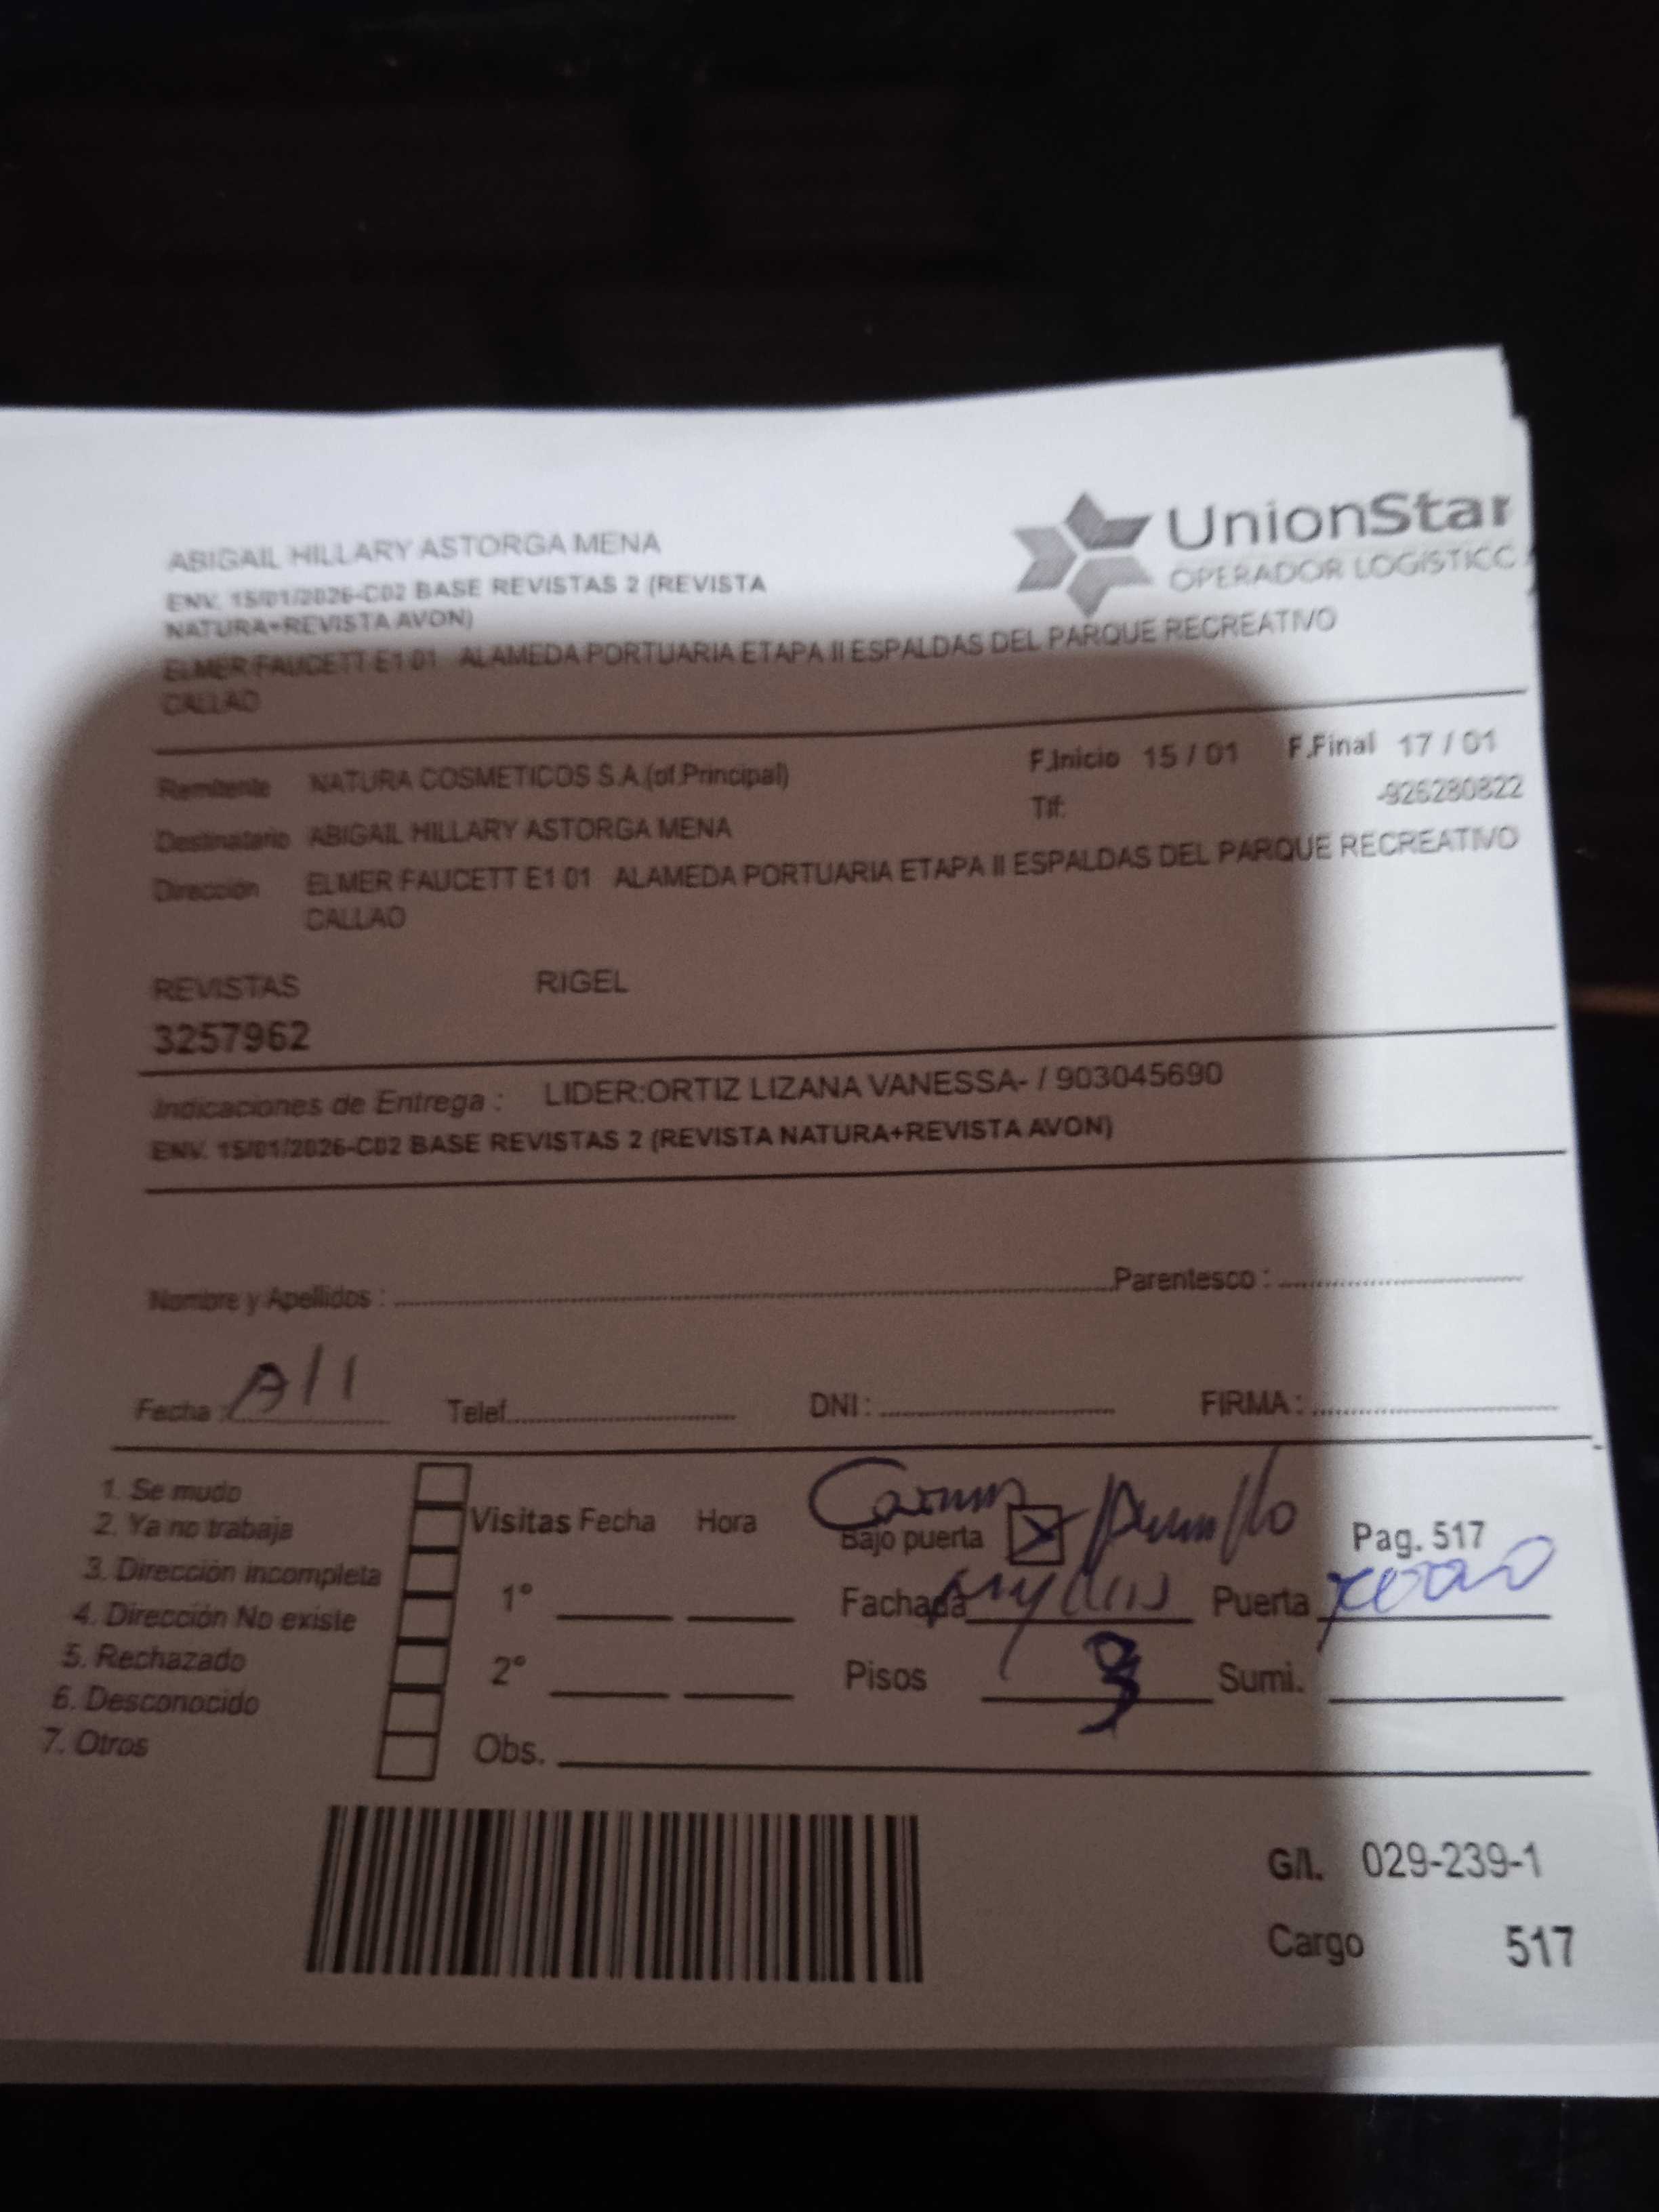 UnionStar
OPERADOR LOGISTICO
ABIGAIL HILLARY ASTORGA MENA
ENV. 15/01/2026-C02 BASE REVISTAS 2 (REVISTA
NATURA+REVISTA AVON)
ELMER FAUCETT E1 01 ALAMEDA PORTUARIA ETAPA II ESPALDAS DEL PARQUE RECREATIVO
CALLAO
Remitente NATURA COSMETICOS S.A.(of.Principal) F.Inicio 15 / 01 F.Final 17 / 01
Tlf: -926280822
Destinatario ABIGAIL HILLARY ASTORGA MENA
Dirección ELMER FAUCETT E1 01 ALAMEDA PORTUARIA ETAPA II ESPALDAS DEL PARQUE RECREATIVO
CALLAO
REVISTAS RIGEL
3257962
Indicaciones de Entrega : LIDER:ORTIZ LIZANA VANESSA- / 903045690
ENV. 15/01/2026-C02 BASE REVISTAS 2 (REVISTA NATURA+REVISTA AVON)
Nombre y Apellidos : Parentesco :
Fecha : Telef. DNI : FIRMA :
1. Se mudo
2. Ya no trabaja
3. Dirección incompleta
4. Dirección No existe
5. Rechazado
6. Desconocido
7. Otros
Visitas Fecha Hora
1°
2°
Obs.
Bajo puerta X Pag. 517
Fachada Puerta
Pisos 3 Sumi.
G/I. 029-239-1
Cargo 517